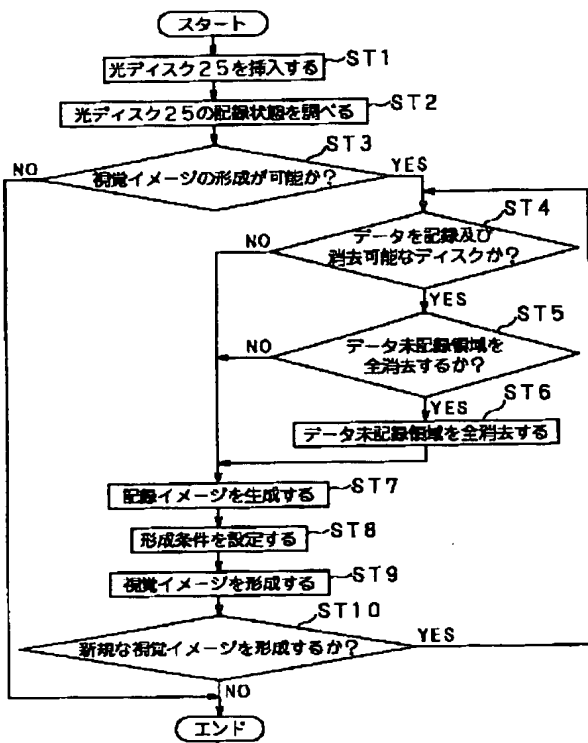 スタート
光ディスク25を挿入する
ST1
光ディスク25の記録状態を調べる
ST2
ST3
NO
視覚イメージの形成が可能か?
YES
ST4
NO
データを記録及び
消去可能なディスクか?
YES
ST5
NO
データ未記録領域を
全消去するか?
YES
ST6
データ未記録領域を全消去する
記録イメージを生成する
ST7
形成条件を設定する
ST8
視覚イメージを形成する
ST9
ST10
新規な視覚イメージを形成するか?
YES
NO
エンド